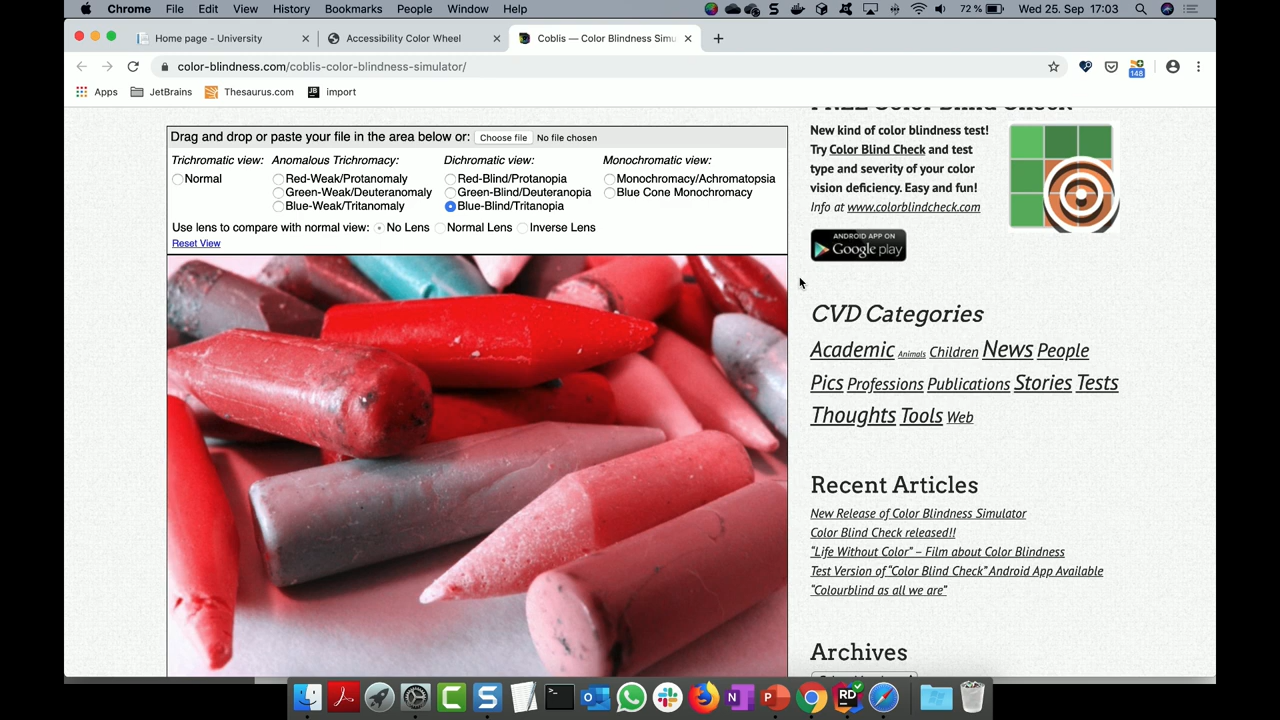 Chrome File Edit View History Bookmarks People Window Help 72 % Wed 25. Sep 17:03
Home page - University
Accessibility Color Wheel
Coblis — Color Blindness Simu
color-blindness.com/coblis-color-blindness-simulator/
148
Apps JetBrains Thesaurus.com import
Drag and drop or paste your file in the area below or: Choose file No file chosen
Trichromatic view: Anomalous Trichromacy: Dichromatic view: Monochromatic view:
Normal Red-Weak/Protanomaly Red-Blind/Protanopia Monochromacy/Achromatopsia
Green-Weak/Deuteranomaly Green-Blind/Deuteranopia Blue Cone Monochromacy
Blue-Weak/Tritanomaly Blue-Blind/Tritanopia
Use lens to compare with normal view: No Lens Normal Lens Inverse Lens
Reset View
FREE Color Blind Check
New kind of color blindness test!
Try Color Blind Check and test
type and severity of your color
vision deficiency. Easy and fun!
Info at www.colorblindcheck.com
ANDROID APP ON
Google play
CVD Categories
Academic Animals Children News People
Pics Professions Publications Stories Tests
Thoughts Tools Web
Recent Articles
New Release of Color Blindness Simulator
Color Blind Check released!!
"Life Without Color" – Film about Color Blindness
Test Version of "Color Blind Check" Android App Available
"Colourblind as all we are"
Archives